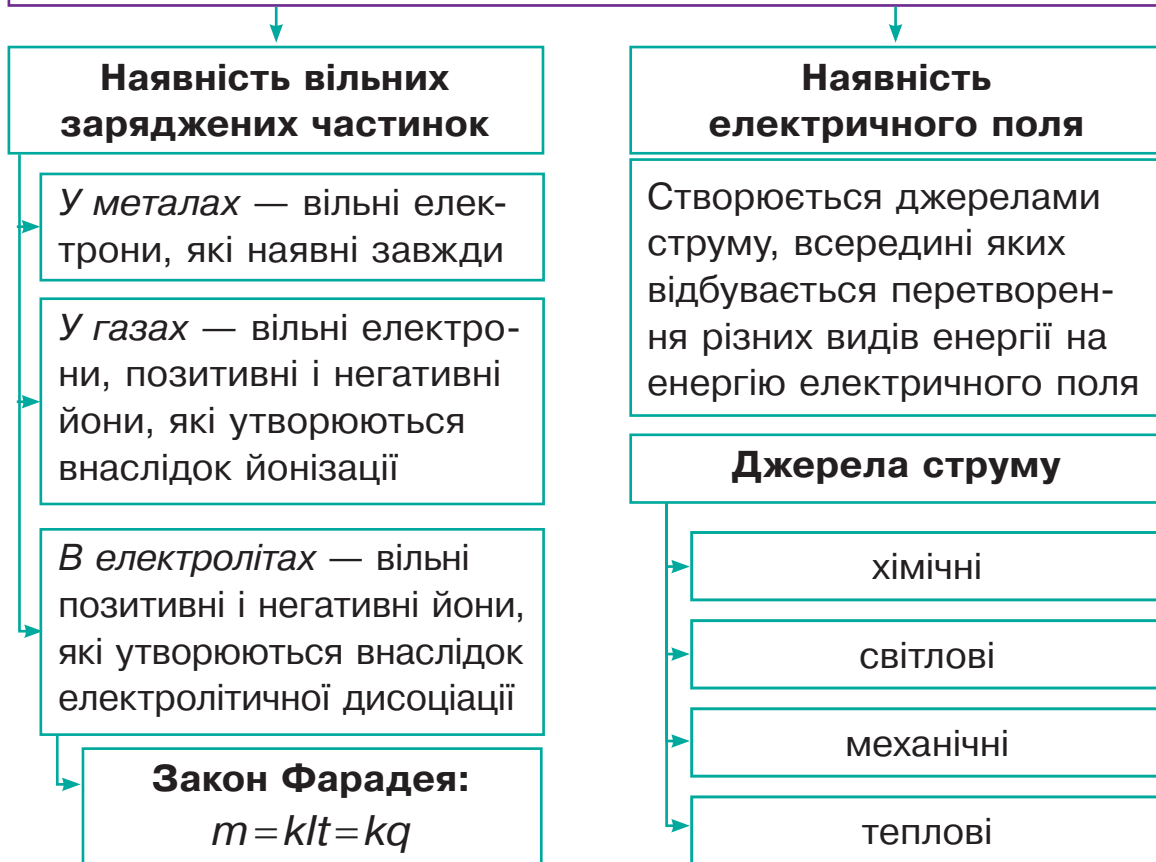 Наявність вільних
заряджених частинок
У металах — вільні елек-
трони, які наявні завжди
У газах — вільні електро-
ни, позитивні і негативні
йони, які утворюються
внаслідок йонізації
В електролітах — вільні
позитивні і негативні йони,
які утворюються внаслідок
електролітичної дисоціації
Закон Фарадея:
m=kIt=kq
Наявність
електричного поля
Створюється джерелами
струму, всередині яких
відбувається перетворен-
ня різних видів енергії на
енергію електричного поля
Джерела струму
хімічні
світлові
механічні
теплові